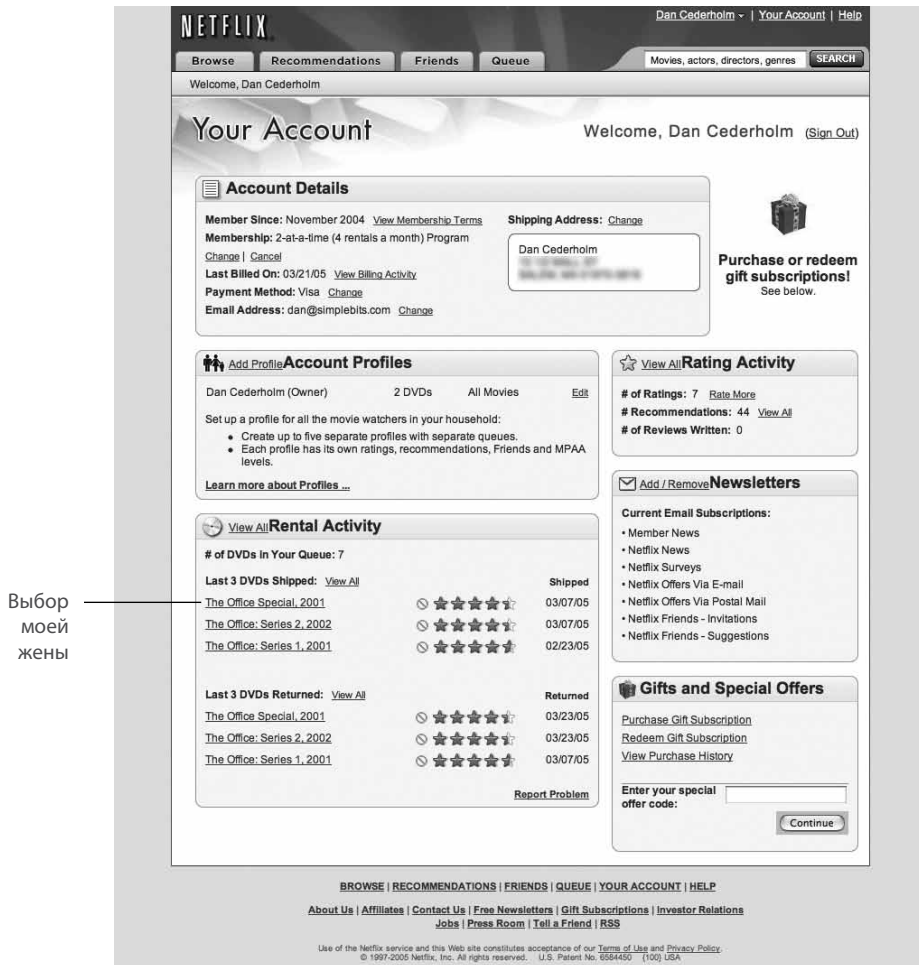 NETFLIX
Dan Cederholm | Your Account | Help
Browse Recommendations Friends Queue
Movies, actors, directors, genres SEARCH
Welcome, Dan Cederholm
Your Account
Welcome, Dan Cederholm (Sign Out)
Account Details
Member Since: November 2004 View Membership Terms
Membership: 2-at-a-time (4 rentals a month) Program
Change | Cancel
Last Billed On: 03/21/05 View Billing Activity
Payment Method: Visa Change
Email Address: dan@simplebits.com Change
Shipping Address: Change
Dan Cederholm
Purchase or redeem
gift subscriptions!
See below.
Add Profile Account Profiles
Dan Cederholm (Owner) 2 DVDs All Movies Edit
Set up a profile for all the movie watchers in your household:
• Create up to five separate profiles with separate queues.
• Each profile has its own ratings, recommendations, Friends and MPAA
levels.
Learn more about Profiles ...
View All Rating Activity
# of Ratings: 7 Rate More
# Recommendations: 44 View All
# of Reviews Written: 0
Add / Remove Newsletters
Current Email Subscriptions:
• Member News
• Netflix News
• Netflix Surveys
• Netflix Offers Via E-mail
• Netflix Offers Via Postal Mail
• Netflix Friends - Invitations
• Netflix Friends - Suggestions
View All Rental Activity
# of DVDs in Your Queue: 7
Last 3 DVDs Shipped: View All Shipped
The Office Special, 2001 03/07/05
The Office: Series 2, 2002 03/07/05
The Office: Series 1, 2001 02/23/05
Last 3 DVDs Returned: View All Returned
The Office Special, 2001 03/23/05
The Office: Series 2, 2002 03/23/05
The Office: Series 1, 2001 03/07/05
Report Problem
Выбор
моей
жены
Gifts and Special Offers
Purchase Gift Subscription
Redeem Gift Subscription
View Purchase History
Enter your special
offer code:
Continue
BROWSE | RECOMMENDATIONS | FRIENDS | QUEUE | YOUR ACCOUNT | HELP
About Us | Affiliates | Contact Us | Free Newsletters | Gift Subscriptions | Investor Relations
Jobs | Press Room | Tell a Friend | RSS
Use of the Netflix service and this Web site constitutes acceptance of our Terms of Use and Privacy Policy.
© 1997-2005 Netflix, Inc. All rights reserved. U.S. Patent No. 6584450 (100) USA